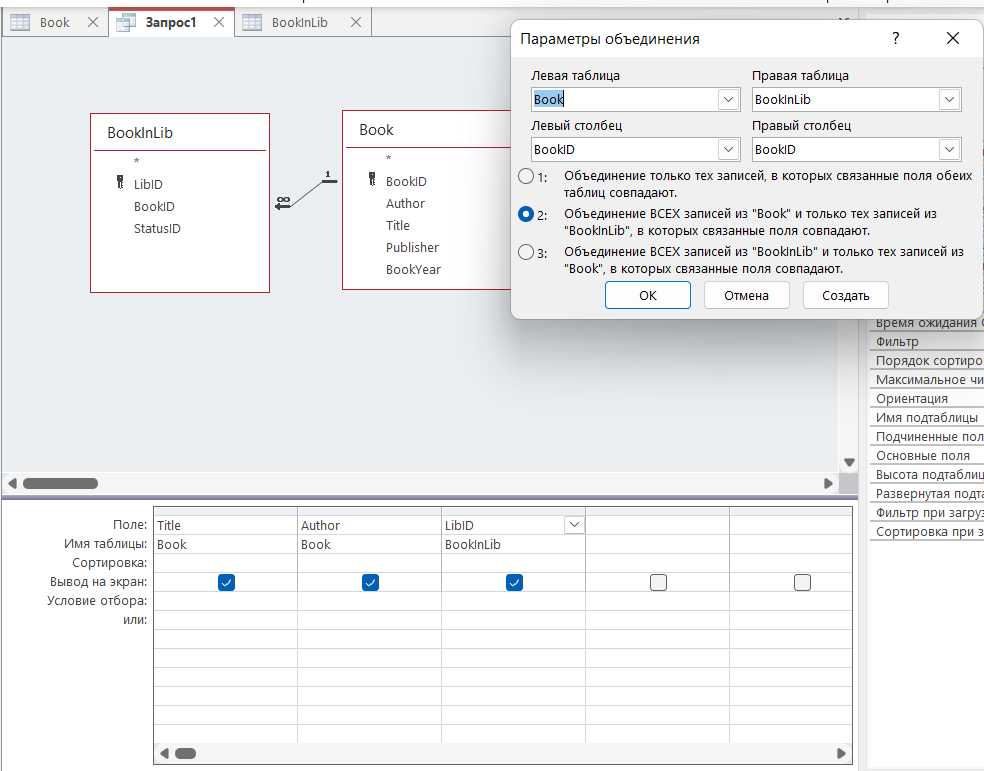 Book
Запрос1
BookInLib
Параметры объединения
?
Левая таблица
Правая таблица
Book
BookInLib
Левый столбец
Правый столбец
BookID
BookID
1: Объединение только тех записей, в которых связанные поля обеих
таблиц совпадают.
2: Объединение ВСЕХ записей из "Book" и только тех записей из
"BookInLib", в которых связанные поля совпадают.
3: Объединение ВСЕХ записей из "BookInLib" и только тех записей из
"Book", в которых связанные поля совпадают.
ОК
Отмена
Создать
BookInLib
*
LibID
BookID
StatusID
∞
1
Book
*
BookID
Author
Title
Publisher
BookYear
Время ожидания
Фильтр
Порядок сортиро
Максимальное чи
Ориентация
Имя подтаблицы
Подчиненные пол
Основные поля
Высота подтаблиц
Развернутая подта
Фильтр при загруз
Сортировка при з
Поле: Title Author LibID
Имя таблицы: Book Book BookInLib
Сортировка:
Вывод на экран:
Условие отбора:
или: